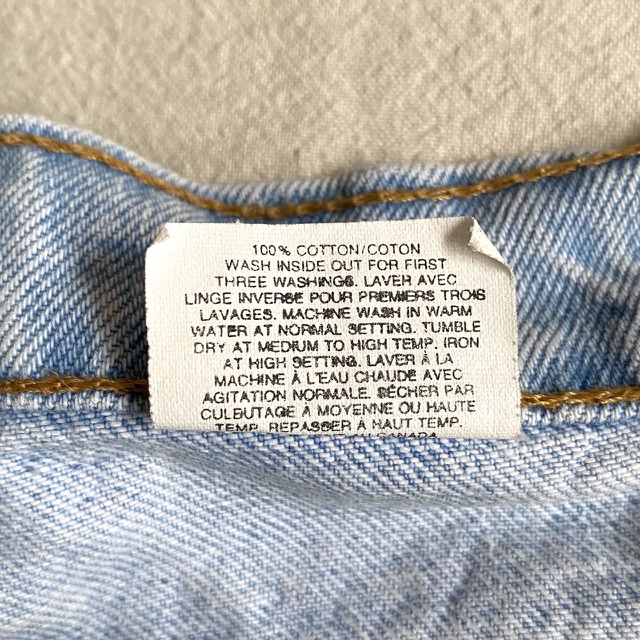 100% COTTON/COTON
WASH INSIDE OUT FOR FIRST
THREE WASHINGS. LAVER AVEC
LINGE INVERSE POUR PREMIERS TROIS
LAVAGES. MACHINE WASH IN WARM
WATER AT NORMAL SETTING. TUMBLE
DRY AT MEDIUM TO HIGH TEMP. IRON
AT HIGH SETTING. LAVER À LA
MACHINE À L'EAU CHAUDE AVEC
AGITATION NORMALE. SÉCHER PAR
CULBUTAGE À MOYENNE OU HAUTE
TEMP. REPASSER À HAUT TEMP.
CANADA